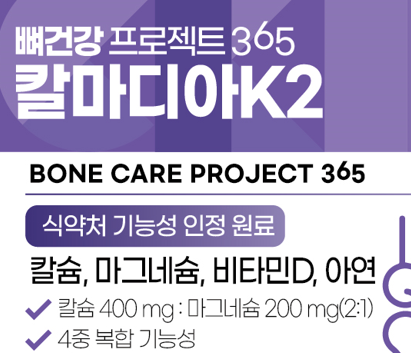 뼈건강 프로젝트 365
칼마디아K2
BONE CARE PROJECT 365
식약처 기능성 인정 원료
칼슘, 마그네슘, 비타민D, 아연
칼슘 400 mg : 마그네슘 200 mg(2:1)
4중 복합 기능성